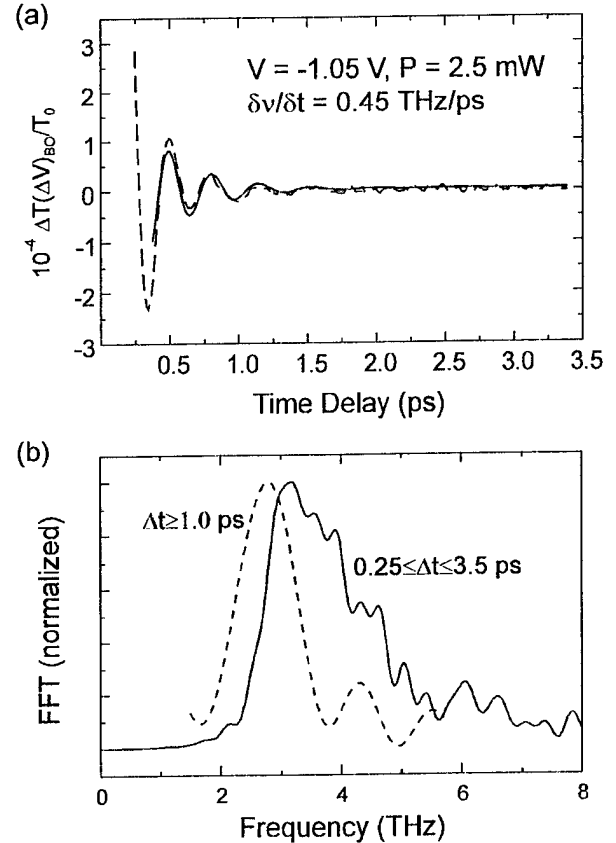 (a)
3
2
1
0
-1
-2
-3
10⁻⁴ ΔT(ΔV)BO/T₀
V = -1.05 V, P = 2.5 mW
δν/δt = 0.45 THz/ps
0.5 1.0 1.5 2.0 2.5 3.0 3.5
Time Delay (ps)
(b)
FFT (normalized)
Δt≥1.0 ps
0.25≤Δt≤3.5 ps
0 2 4 6 8
Frequency (THz)